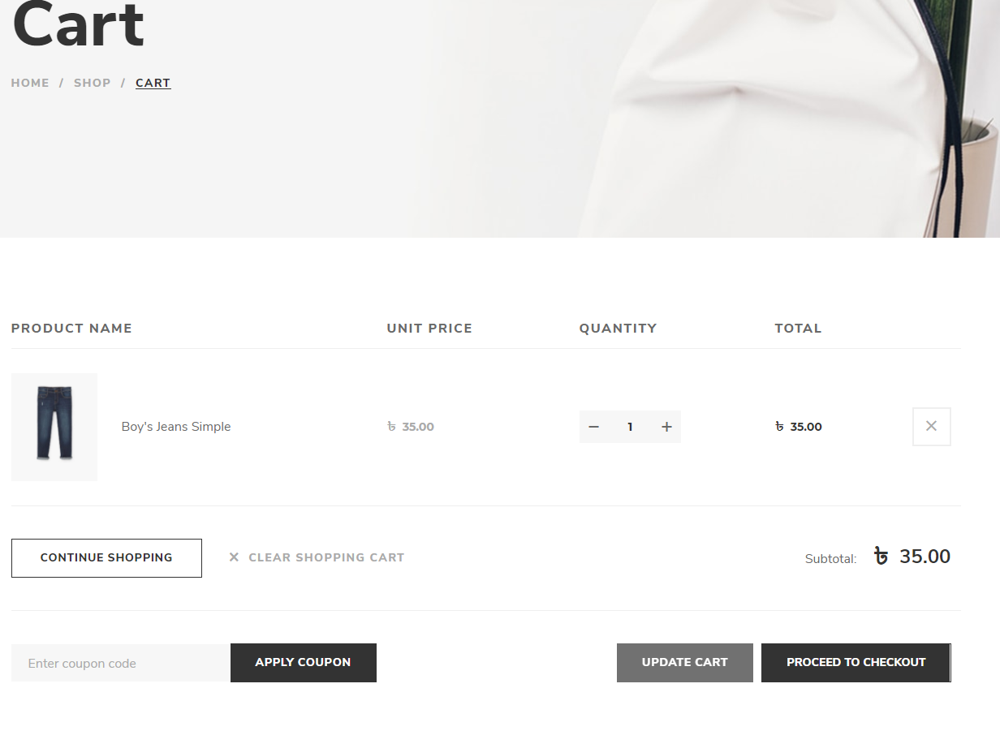 Cart
HOME / SHOP / CART
PRODUCT NAME UNIT PRICE QUANTITY TOTAL
Boy's Jeans Simple ৳ 35.00 − 1 + ৳ 35.00 ×
CONTINUE SHOPPING × CLEAR SHOPPING CART Subtotal: ৳ 35.00
Enter coupon code APPLY COUPON UPDATE CART PROCEED TO CHECKOUT